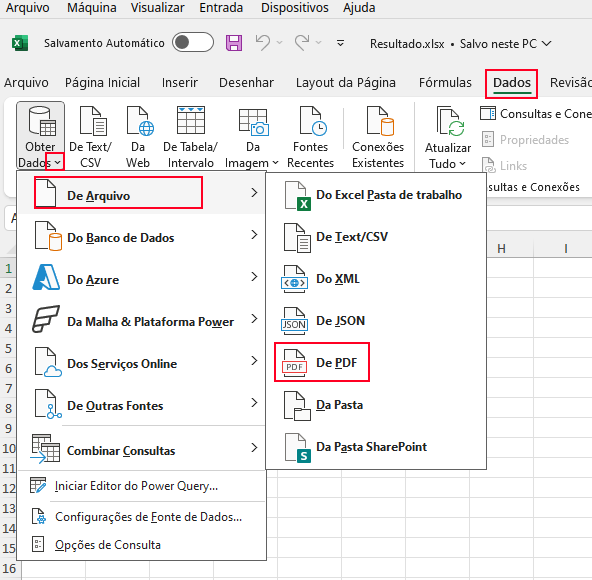 Arquivo Máquina Visualizar Entrada Dispositivos Ajuda
Salvamento Automático Resultado.xlsx • Salvo neste PC
Arquivo Página Inicial Inserir Desenhar Layout da Página Fórmulas Dados Revisão
Obter Dados
De Text/ CSV
Da Web
De Tabela/ Intervalo
Da Imagem
Fontes Recentes
Conexões Existentes
Atualizar Tudo
Consultas e Cone
Propriedades
Links
sultas e Conexões
De Arquivo
Do Banco de Dados
Do Azure
Da Malha & Plataforma Power
Dos Serviços Online
De Outras Fontes
Combinar Consultas
Iniciar Editor do Power Query...
Configurações de Fonte de Dados...
Opções de Consulta
Do Excel Pasta de trabalho
De Text/CSV
Do XML
JSON
De JSON
PDF
De PDF
Da Pasta
Da Pasta SharePoint
H I
1
2
3
4
5
6
7
8
9
10
11
12
13
14
15
16